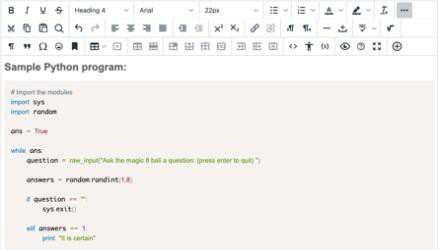 Heading 4 Arial 22px
Sample Python program:
# Import the modules
import sys
import random
ans = True
while ans:
question = raw_input("Ask the magic 8 ball a question: (press enter to quit) ")
answers = random.randint(1,8)
if question == "":
sys.exit()
elif answers == 1:
print "It is certain"